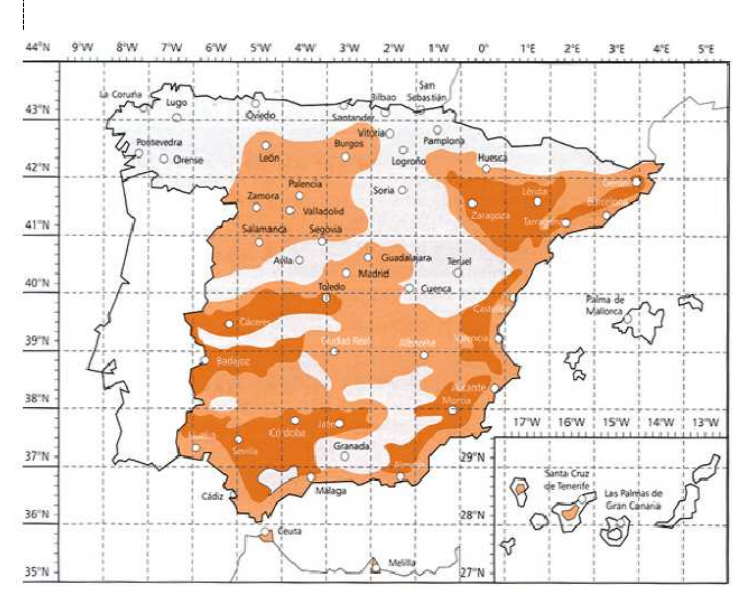 44°N 9°W 8°W 7°W 6°W 5°W 4°W 3°W 2°W 1°W 0° 1°E 2°E 3°E 4°E 5°E
San
La Coruña Bilbao Sebastián
Lugo
43°N
Oviedo Santander
Vitoria
Pontevedra Burgos Pamplona
Orense León Logroño Huesca
42°N
Palencia Gerona
Zamora Soria Lérida
Valladolid Zaragoza Barcelona
Salamanca Segovia Tarragona
41°N
Avila Guadalajara Teruel
Madrid
40°N
Toledo Cuenca
Castellón Palma de
Mallorca
Cáceres
39°N
Ciudad Real Albacete Valencia
Badajoz
Alicante
38°N
Murcia
17°W 16°W 15°W 14°W 13°W
Córdoba Jaén
Huelva Sevilla Granada
37°N 29°N
Almería
Santa Cruz
de Tenerife
Cádiz Málaga Las Palmas de
Gran Canaria
36°N 28°N
Ceuta
Melilla
35°N 27°N